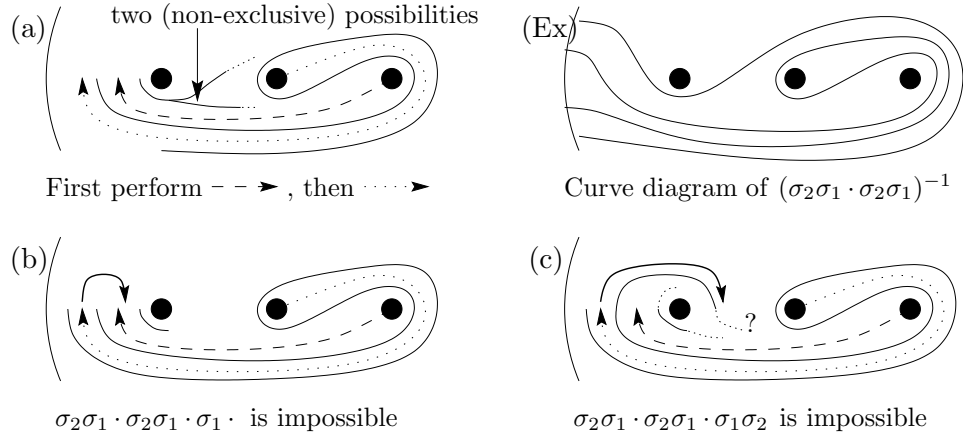 (a)
two (non-exclusive) possibilities
First perform – – ➤ , then ······➤
(Ex)
Curve diagram of (σ₂σ₁ · σ₂σ₁)⁻¹
(b)
σ₂σ₁ · σ₂σ₁ · σ₁ · is impossible
(c)
?
σ₂σ₁ · σ₂σ₁ · σ₁σ₂ is impossible